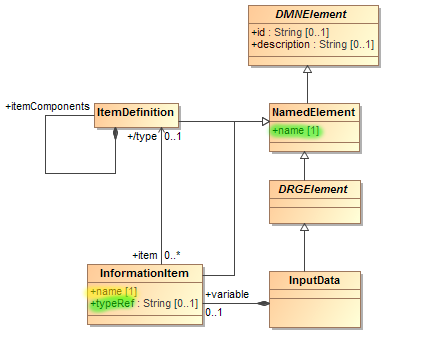 DMNElement
+id : String [0..1]
+description : String [0..1]
+itemComponents
ItemDefinition
NamedElement
+name [1]
+/type
0..1
DRGElement
+item
0..*
InformationItem
+name [1]
+typeRef : String [0..1]
+variable
0..1
InputData